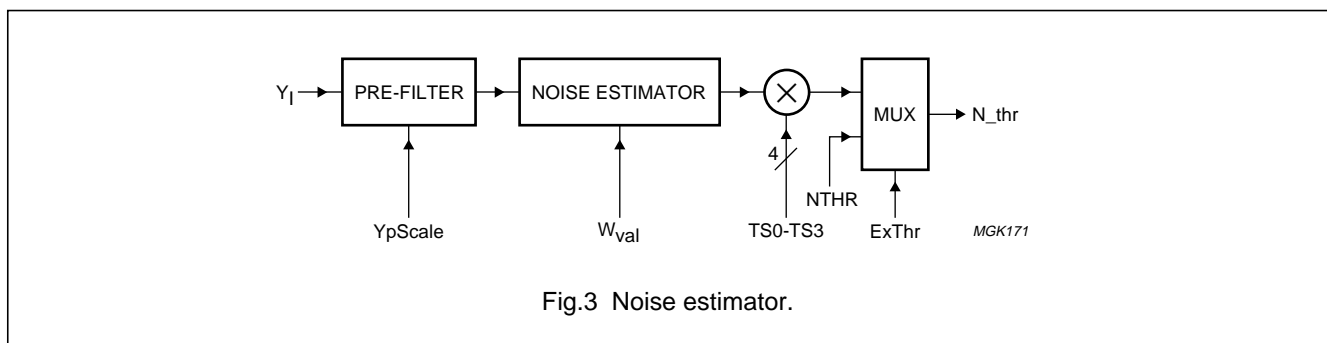 Y_I
PRE-FILTER
NOISE ESTIMATOR
MUX
N_thr
4
NTHR
YpScale
W_val
TS0-TS3
ExThr
MGK171
Fig.3 Noise estimator.